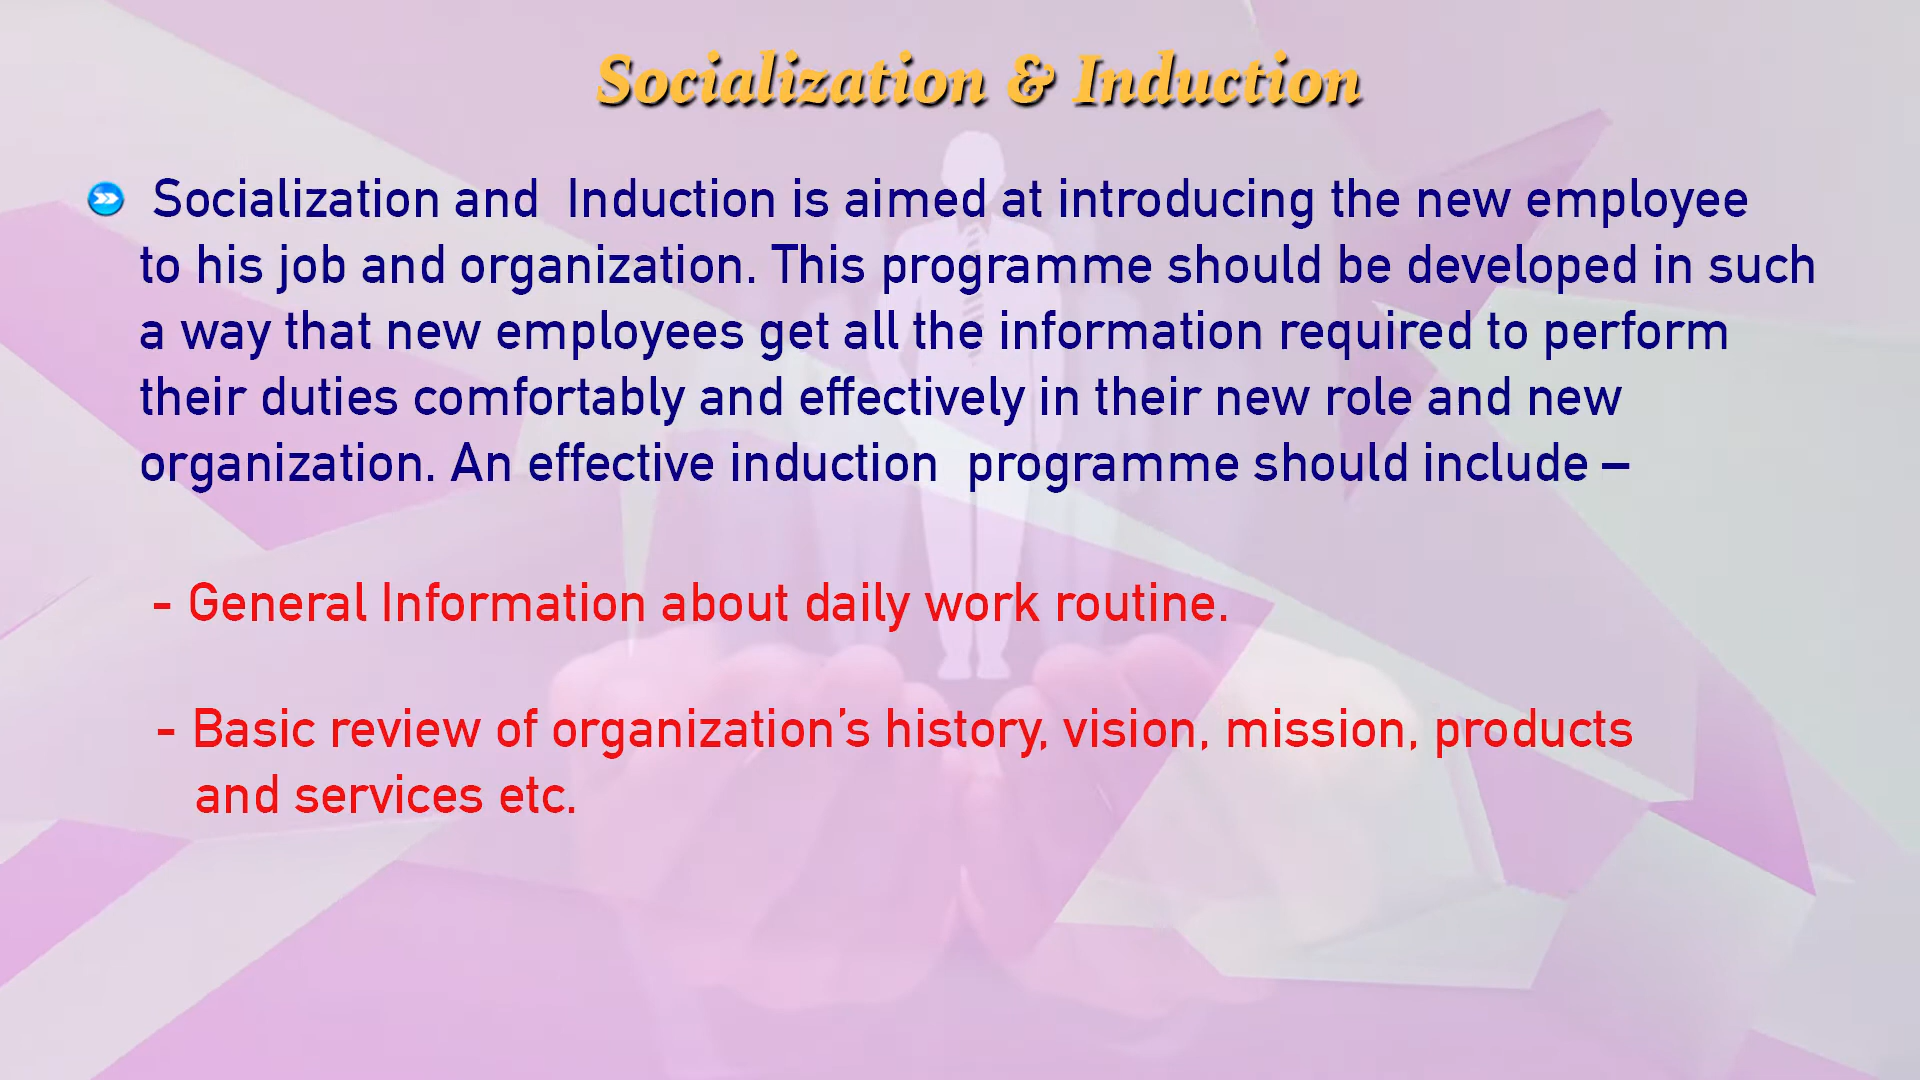 Socialization & Induction
Socialization and  Induction is aimed at introducing the new employee
to his job and organization. This programme should be developed in such
a way that new employees get all the information required to perform
their duties comfortably and effectively in their new role and new
organization. An effective induction  programme should include –
- General Information about daily work routine.
- Basic review of organization’s history, vision, mission, products
and services etc.